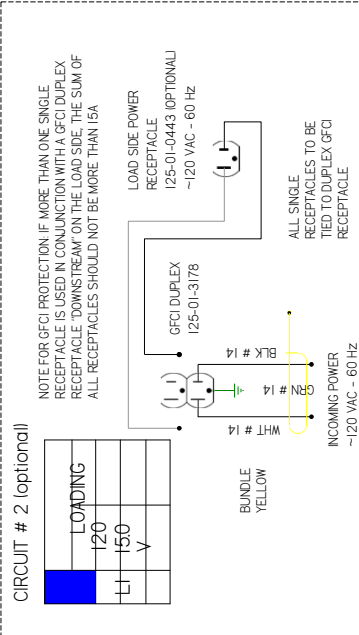 CIRCUIT # 2 (optional)
LOADING
120
15.0
V
L1
NOTE FOR GFCI PROTECTION: IF MORE THAN ONE SINGLE
RECEPTACLE IS USED IN CONJUNCTION WITH A GFCI DUPLEX
RECEPTACLE "DOWNSTREAM" ON THE LOAD SIDE, THE SUM OF
ALL RECEPTACLES SHOULD NOT BE MORE THAN 15A
LOAD SIDE POWER
RECEPTACLE
125-01-0443 (OPTIONAL)
~120 VAC - 60 Hz
GFCI DUPLEX
125-01-3178
BUNDLE
YELLOW
WHT # 14
GRN # 14
BLK # 14
INCOMING POWER
~120 VAC - 60 Hz
ALL SINGLE
RECEPTACLES TO BE
TIED TO DUPLEX GFCI
RECEPTACLE